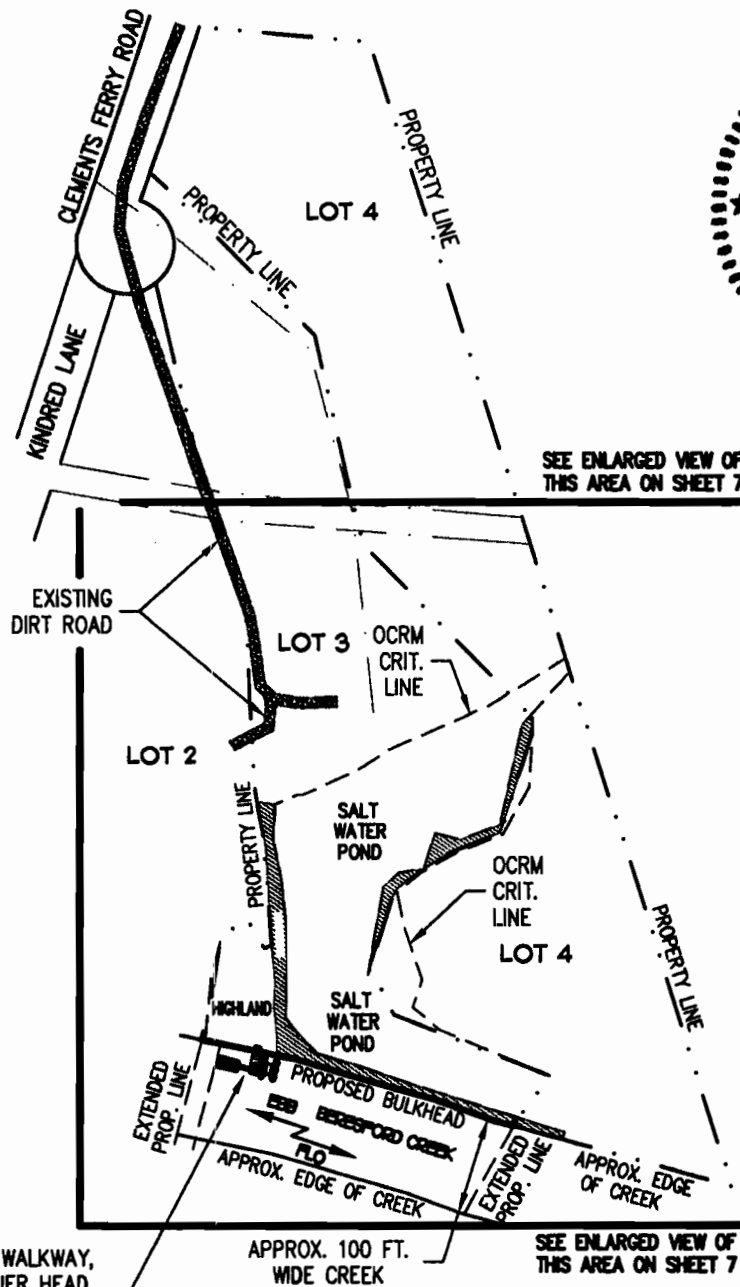 CLEMENTS FERRY ROAD
PROPERTY LINE
LOT 4
PROPERTY LINE
KINDRED LANE
SEE ENLARGED VIEW OF
THIS AREA ON SHEET 7
EXISTING
DIRT ROAD
LOT 3
OCRM
CRIT.
LINE
LOT 2
PROPERTY LINE
SALT
WATER
POND
OCRM
CRIT.
LINE
LOT 4
PROPERTY LINE
HIGHLAND
SALT
WATER
POND
EXTENDED
PROP. LINE
PROPOSED BULKHEAD
EBB
BERESFORD CREEK
FLO
APPROX. EDGE OF CREEK
EXTENDED
PROP. LINE
APPROX. EDGE
OF CREEK
WALKWAY,
IER HEAD
APPROX. 100 FT.
WIDE CREEK
SEE ENLARGED VIEW OF
THIS AREA ON SHEET 7